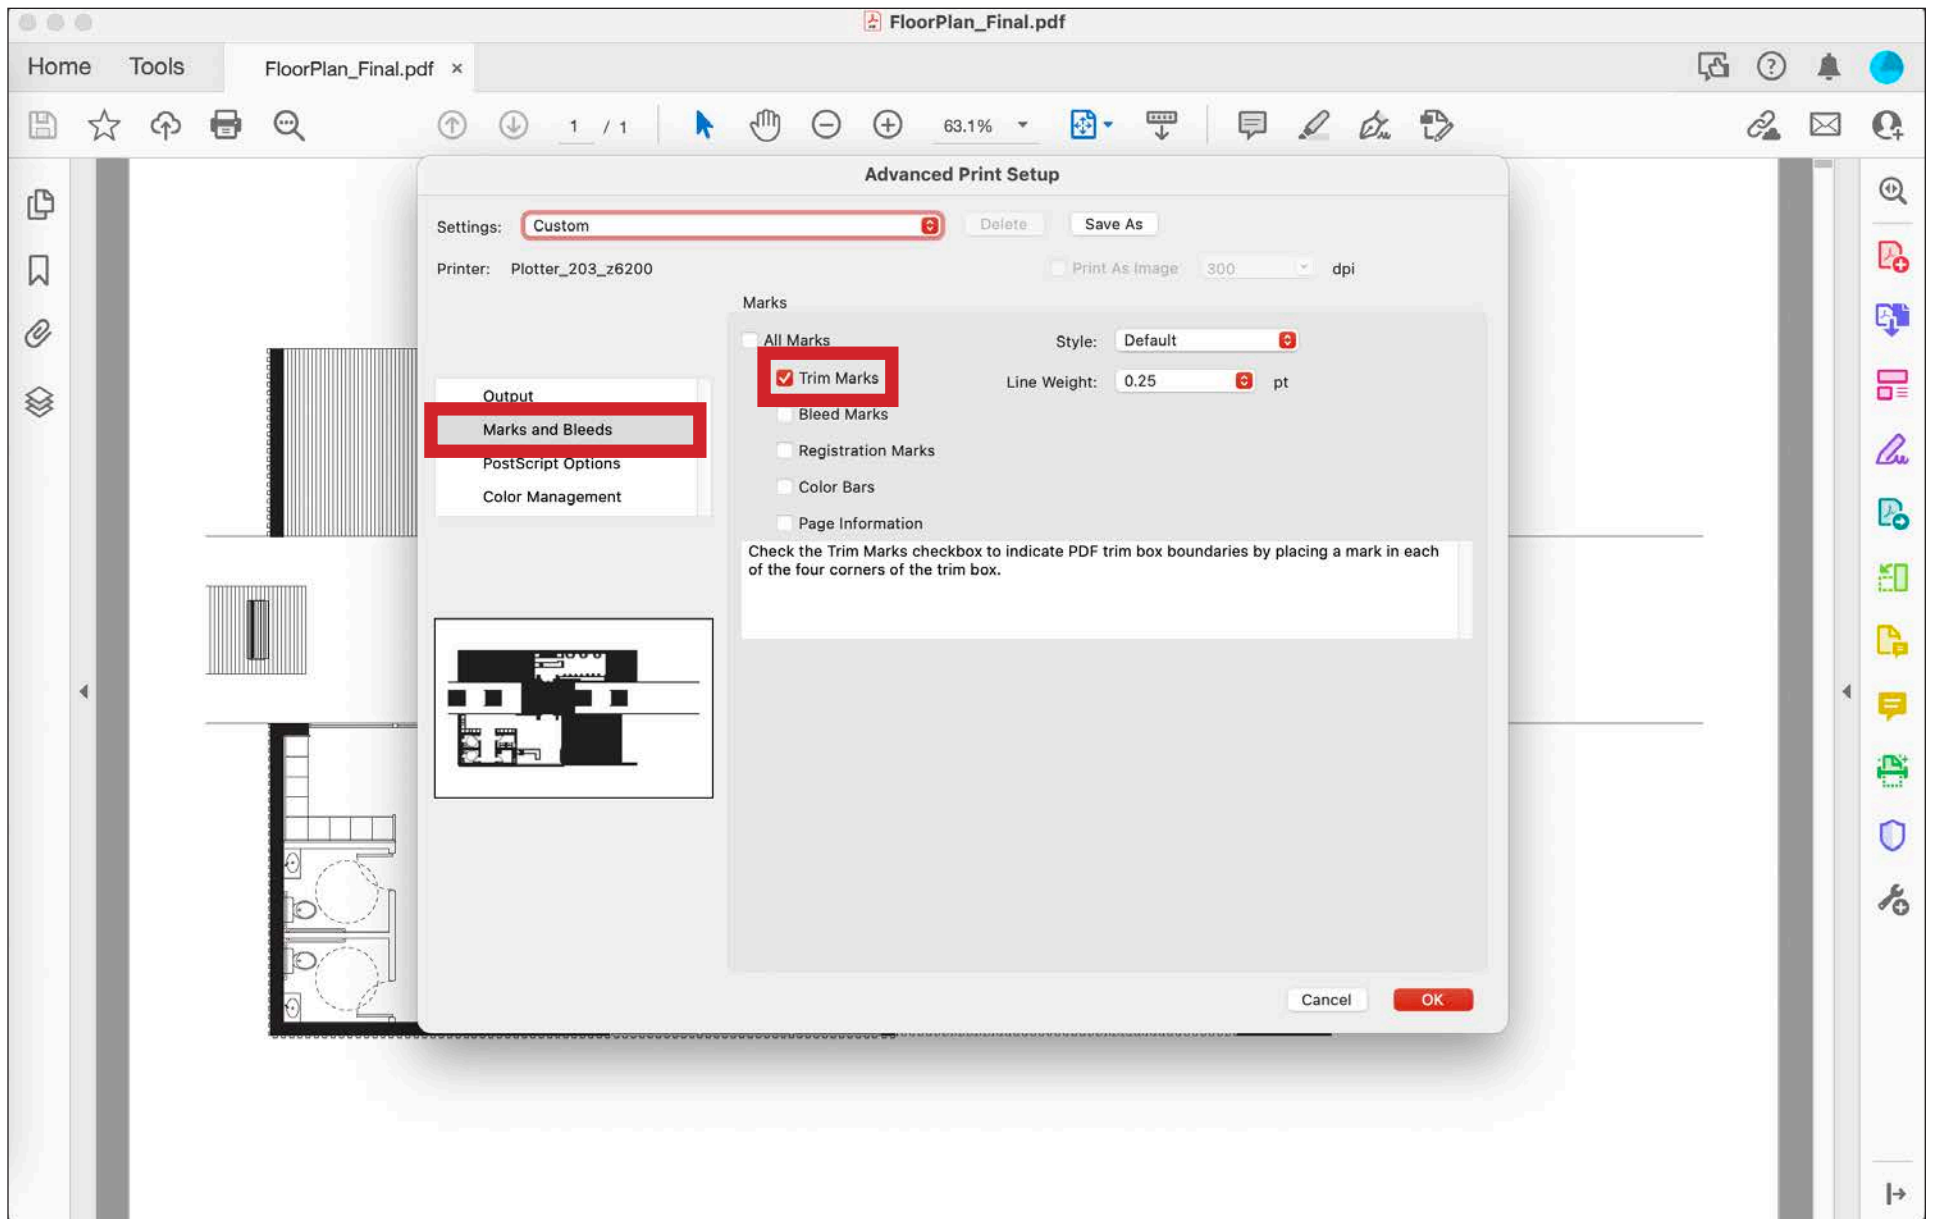 FloorPlan_Final.pdf
Home Tools FloorPlan_Final.pdf ×
1 / 1 63.1%
Advanced Print Setup
Settings: Custom Delete Save As
Printer: Plotter_203_z6200 Print As Image 300 dpi
Marks
All Marks Style: Default
Trim Marks Line Weight: 0.25 pt
Output
Bleed Marks
Marks and Bleeds
Registration Marks
PostScript Options
Color Bars
Color Management
Page Information
Check the Trim Marks checkbox to indicate PDF trim box boundaries by placing a mark in each
of the four corners of the trim box.
Cancel OK